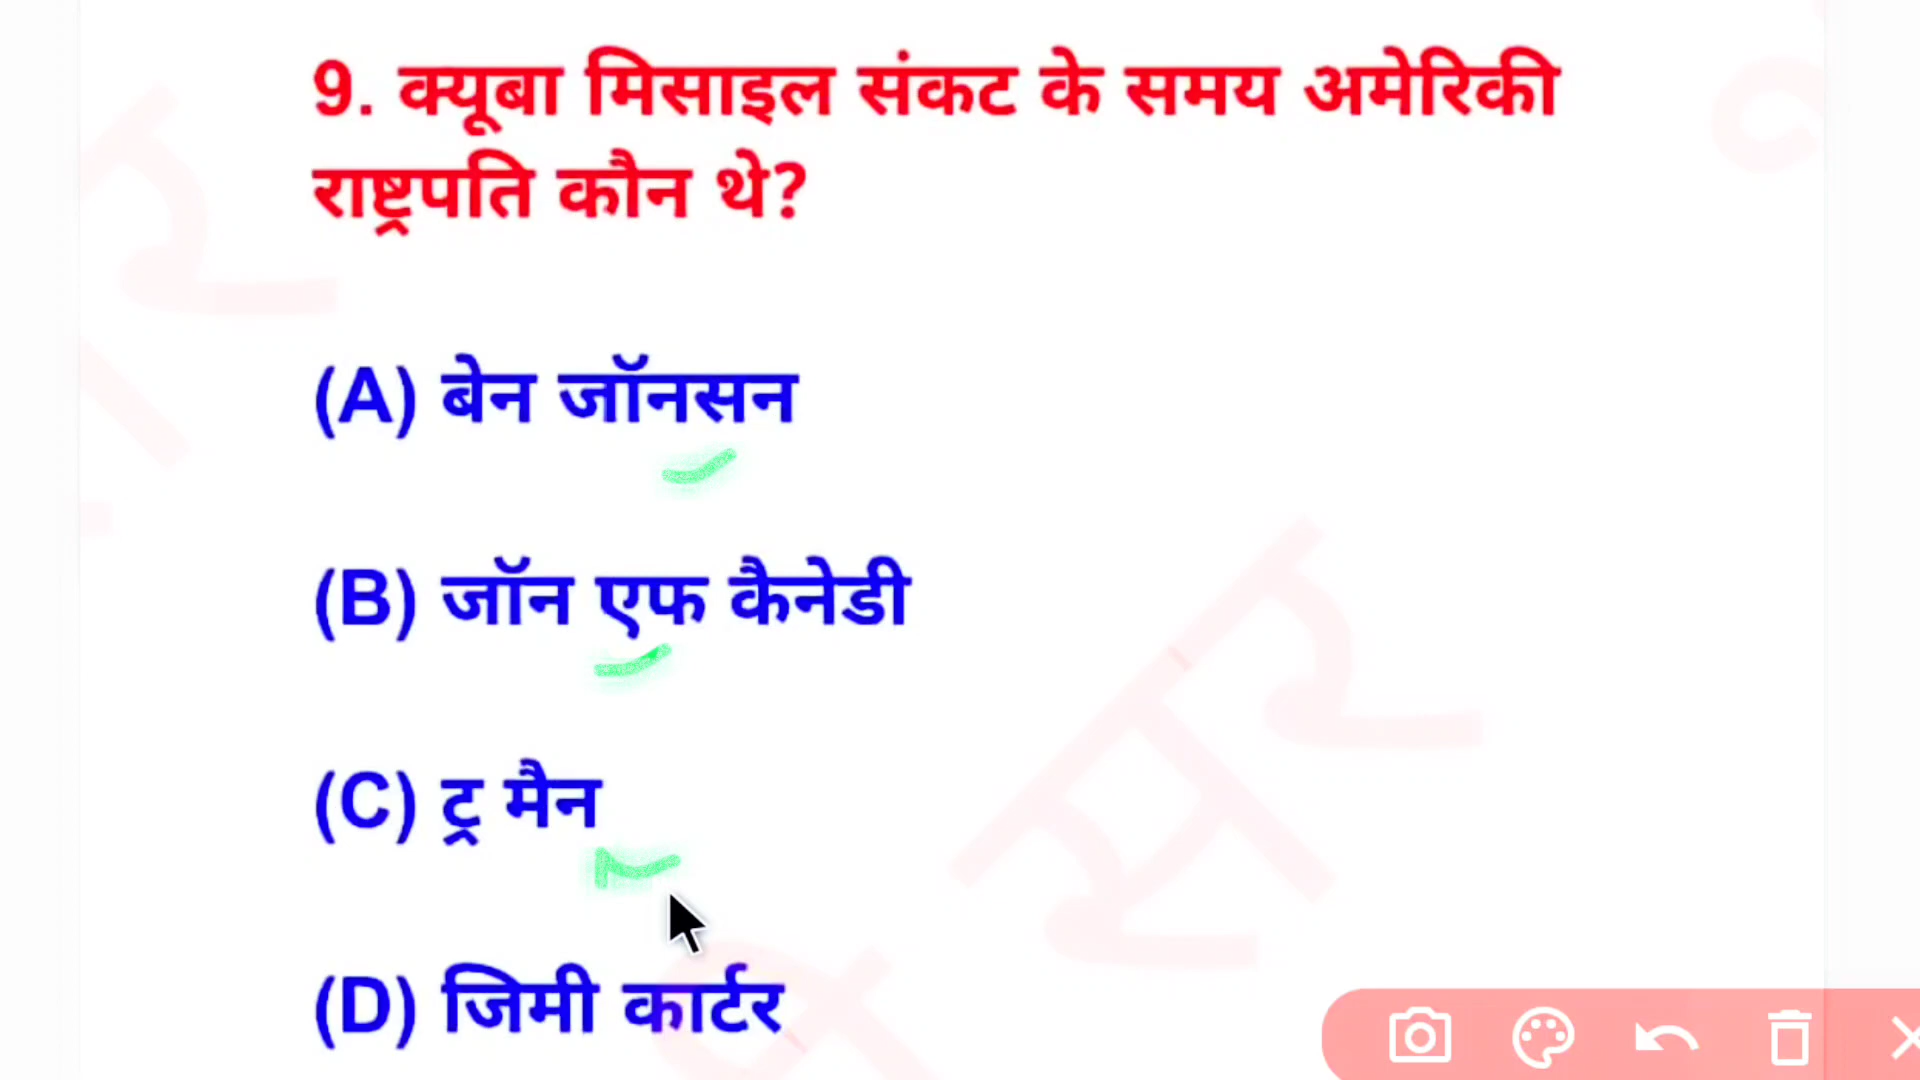 9. क्यूबा मिसाइल संकट के समय अमेरिकी
राष्ट्रपति कौन थे?
(A) बेन जॉनसन
(B) जॉन एफ कैनेडी
(C) ट्र मैन
(D) जिमी कार्टर